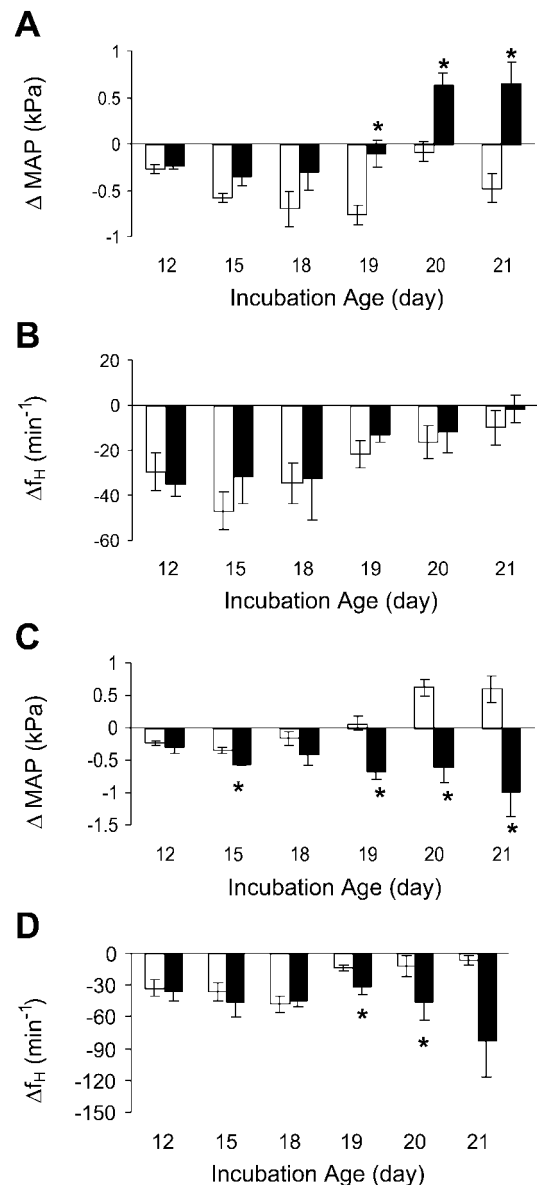 A
Δ MAP (kPa)
1
0.5
0
-0.5
-1
*
*
*
12 15 18 19 20 21
Incubation Age (day)
B
Δf_H (min⁻¹)
20
0
-20
-40
-60
12 15 18 19 20 21
Incubation Age (day)
C
Δ MAP (kPa)
1
0.5
0
-0.5
-1
-1.5
*
*
*
*
12 15 18 19 20 21
Incubation Age (day)
D
Δf_H (min⁻¹)
0
-30
-60
-90
-120
-150
*
*
12 15 18 19 20 21
Incubation Age (day)